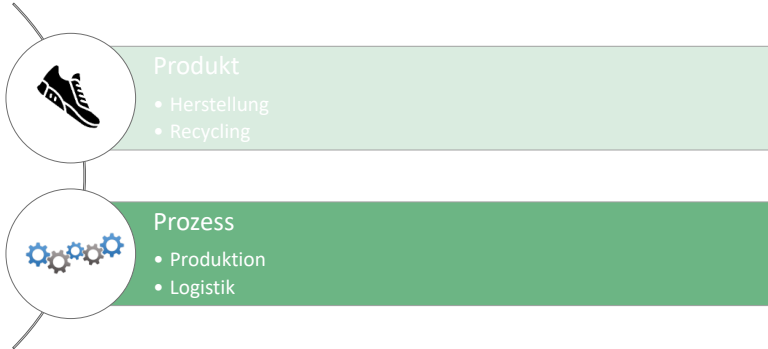 Produkt
• Herstellung
• Recycling
Prozess
• Produktion
• Logistik